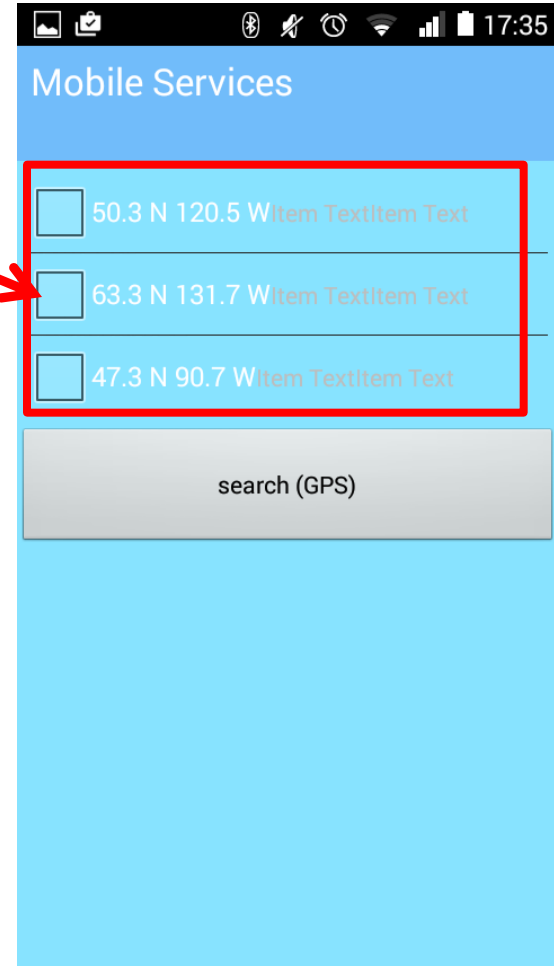 17:35
Mobile Services
50.3 N 120.5 WItem TextItem Text
63.3 N 131.7 WItem TextItem Text
47.3 N 90.7 WItem TextItem Text
search (GPS)